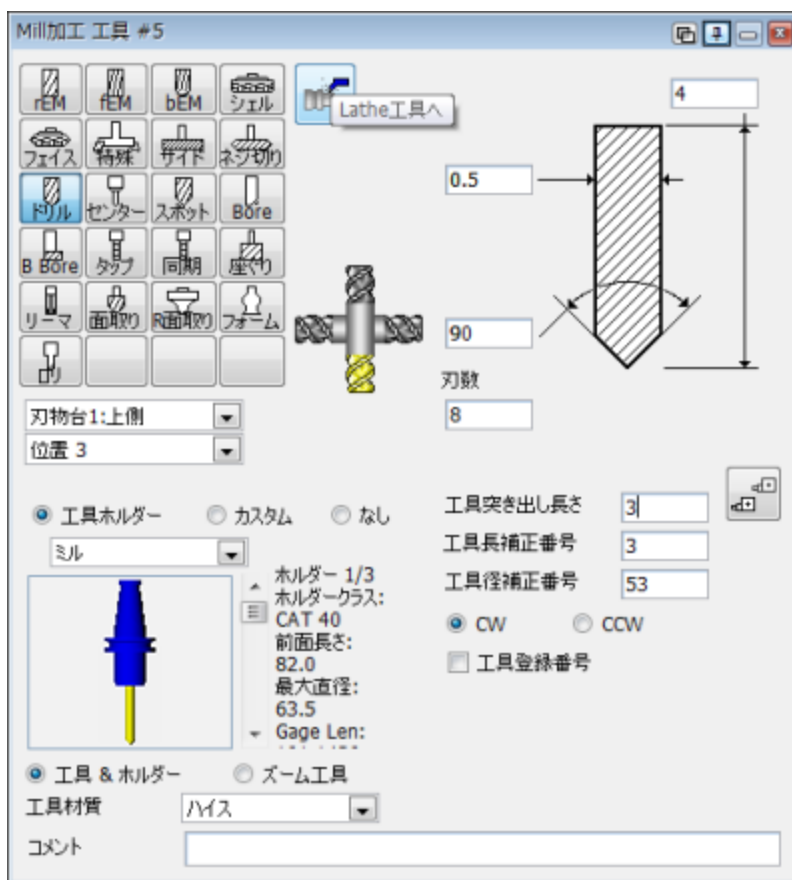 Mill加工 工具 #5
rEM fEM bEM シェル
Lathe工具へ
4
フェイス 特殊 サイド ネジ切り
0.5
ドリル センター スポット Bore
B Bore タップ 同期 座ぐり
リーマ 面取り R面取り フォーム
90
刃数
8
刃物台1:上側
位置 3
工具ホルダー カスタム なし
ミル
ホルダー 1/3
ホルダークラス:
CAT 40
前面長さ:
82.0
最大直径:
63.5
Gage Len:
工具突き出し長さ 3
工具長補正番号 3
工具径補正番号 53
CW CCW
工具登録番号
工具 & ホルダー ズーム工具
工具材質 ハイス
コメント